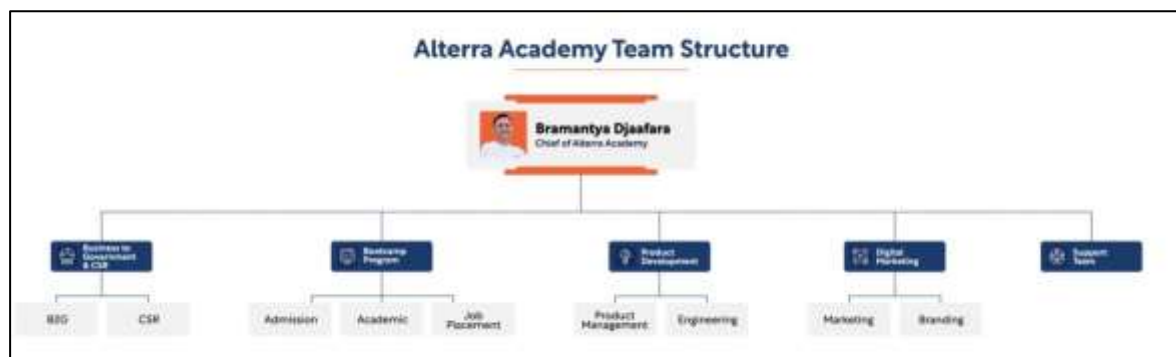 Alterra Academy Team Structure
Bramantya Djaafara
Chief of Alterra Academy
Business to
Government
& CSR
Bootcamp
Program
Product
Development
Digital
Marketing
Support
Team
B2G
CSR
Admission
Academic
Job
Placement
Product
Management
Engineering
Marketing
Branding